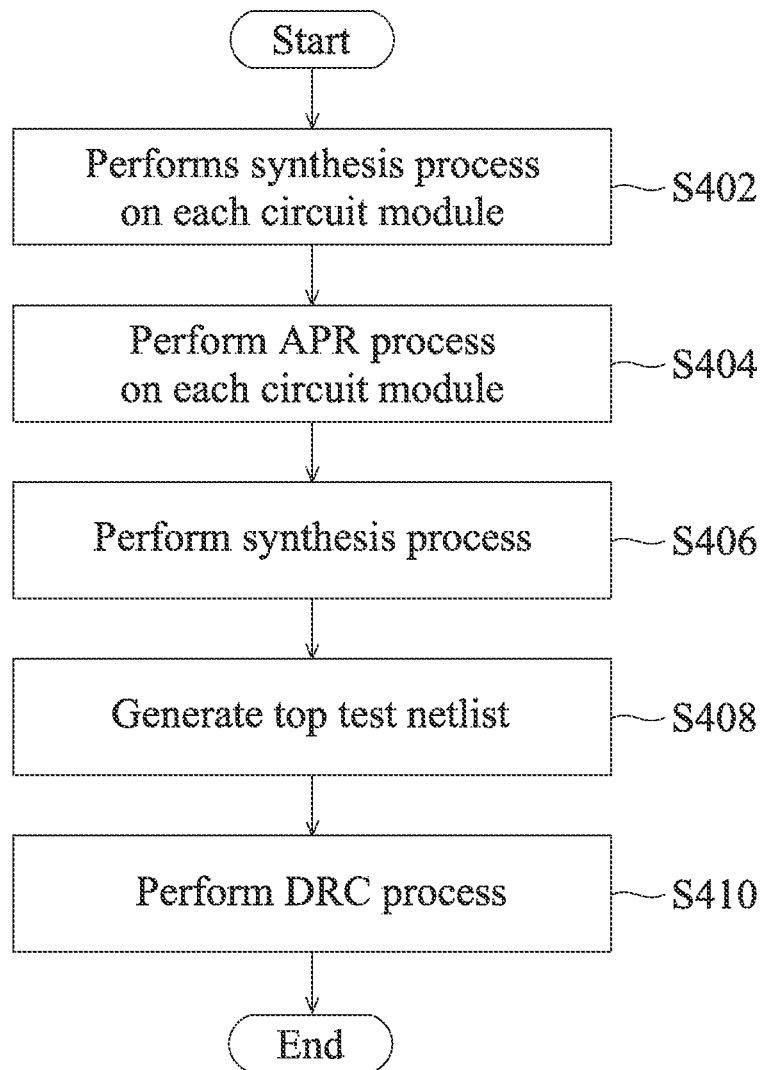 Start
Performs synthesis process
on each circuit module
S402
Perform APR process
on each circuit module
S404
Perform synthesis process
S406
Generate top test netlist
S408
Perform DRC process
S410
End